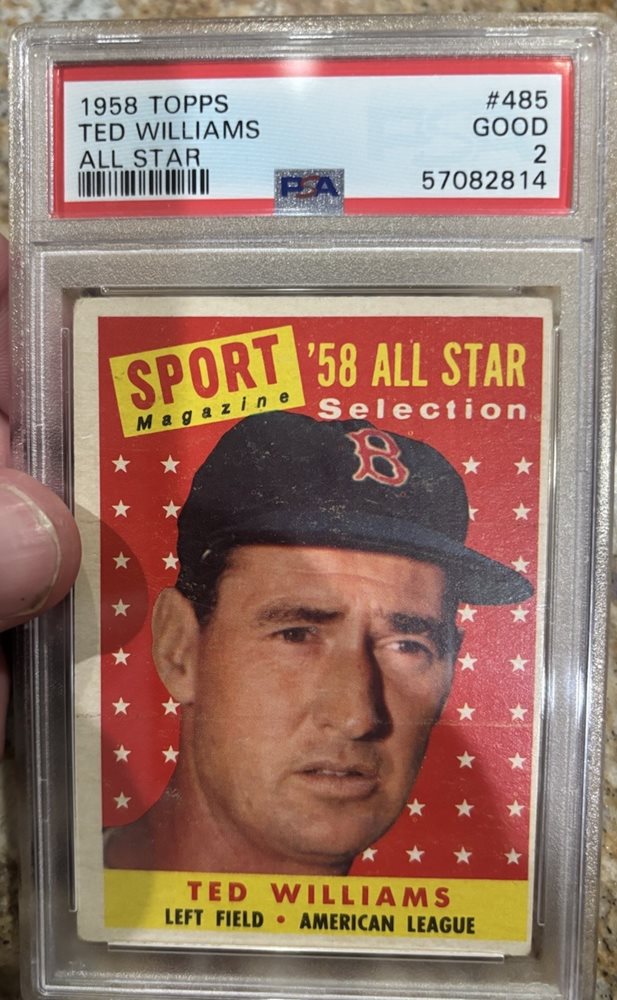 1958 TOPPS #485
TED WILLIAMS GOOD
ALL STAR 2
PSA 57082814
SPORT '58 ALL STAR
Magazine Selection
B
TED WILLIAMS
LEFT FIELD • AMERICAN LEAGUE